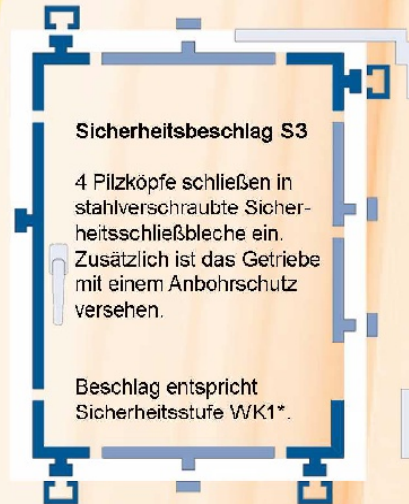 Sicherheitsbeschlag S3
4 Pilzköpfe schließen in
stahlverschraubte Sicher-
heitsschließbleche ein.
Zusätzlich ist das Getriebe
mit einem Anbohrschutz
versehen.
Beschlag entspricht
Sicherheitsstufe WK1*.